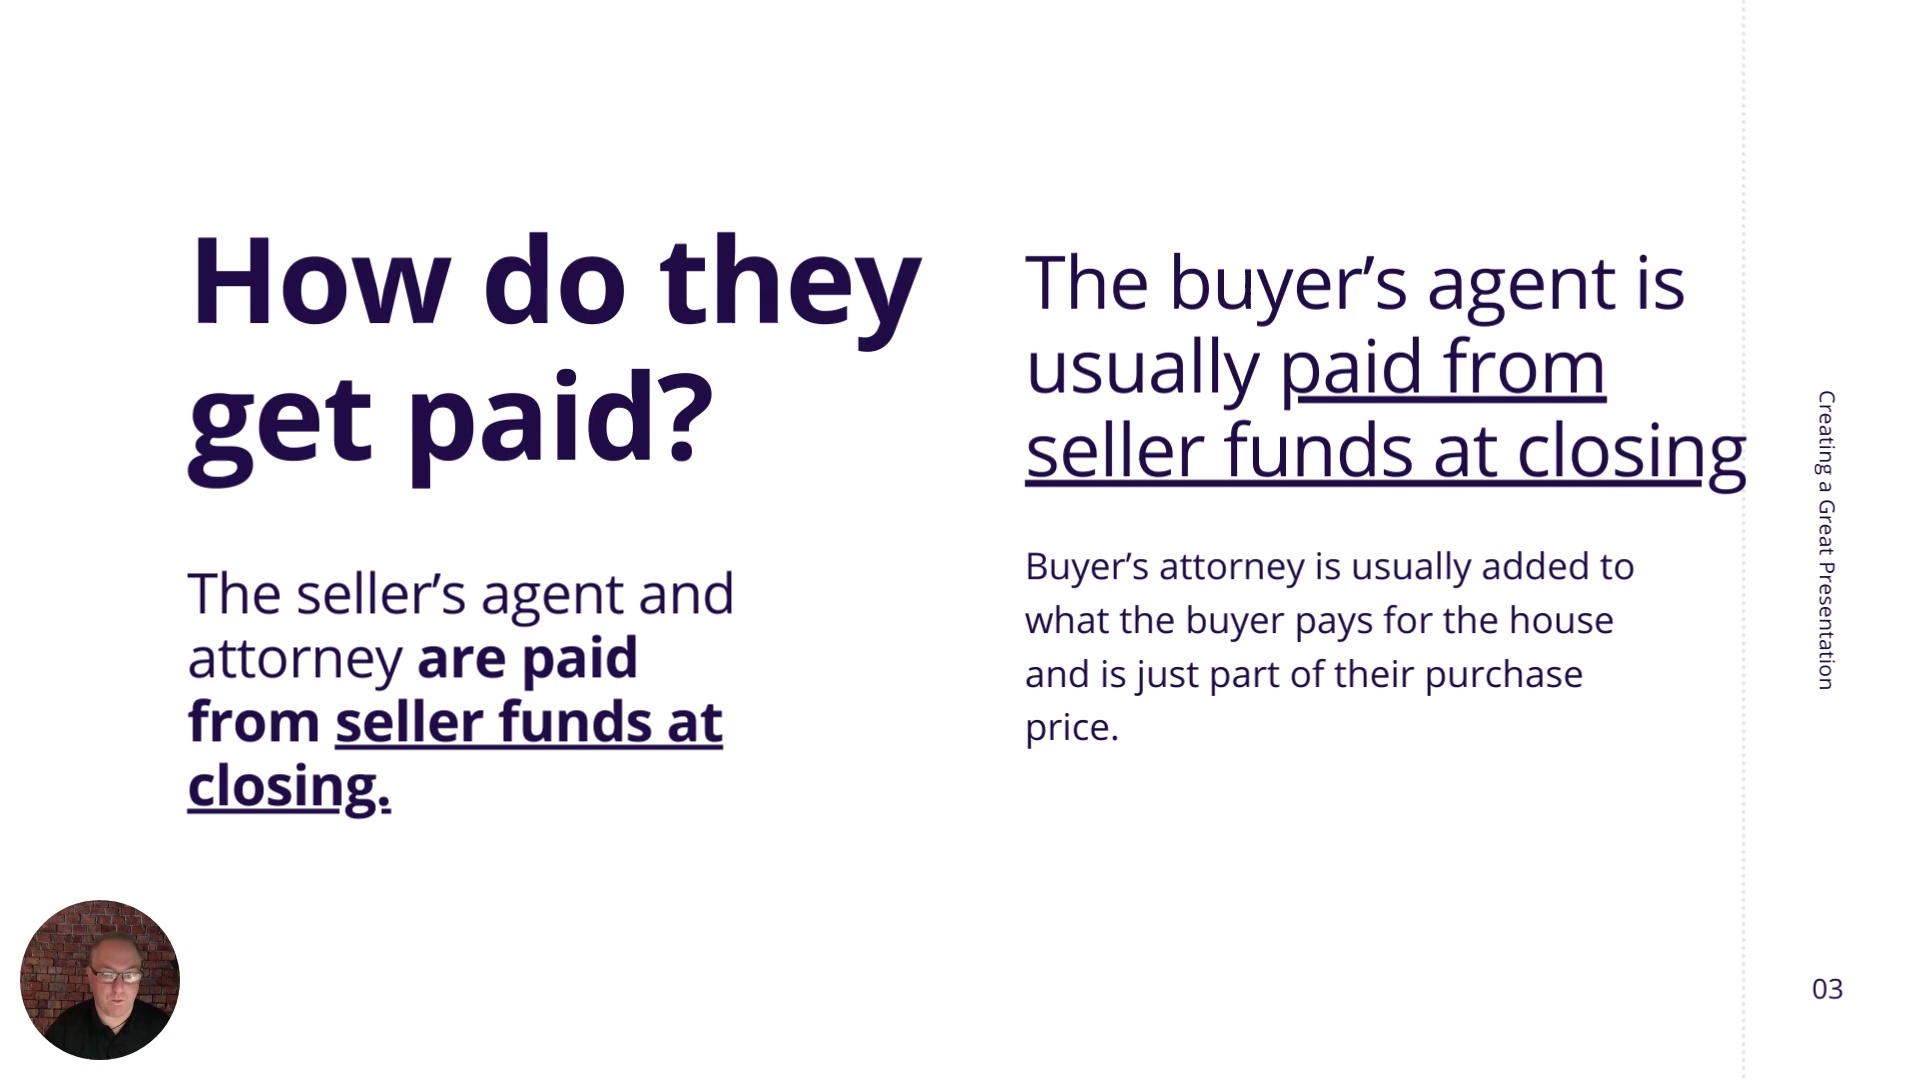 How do they
get paid?
The seller’s agent and
attorney are paid
from seller funds at
closing.
The buyer’s agent is
usually paid from
seller funds at closing
Buyer’s attorney is usually added to
what the buyer pays for the house
and is just part of their purchase
price.
Creating a Great Presentation
03